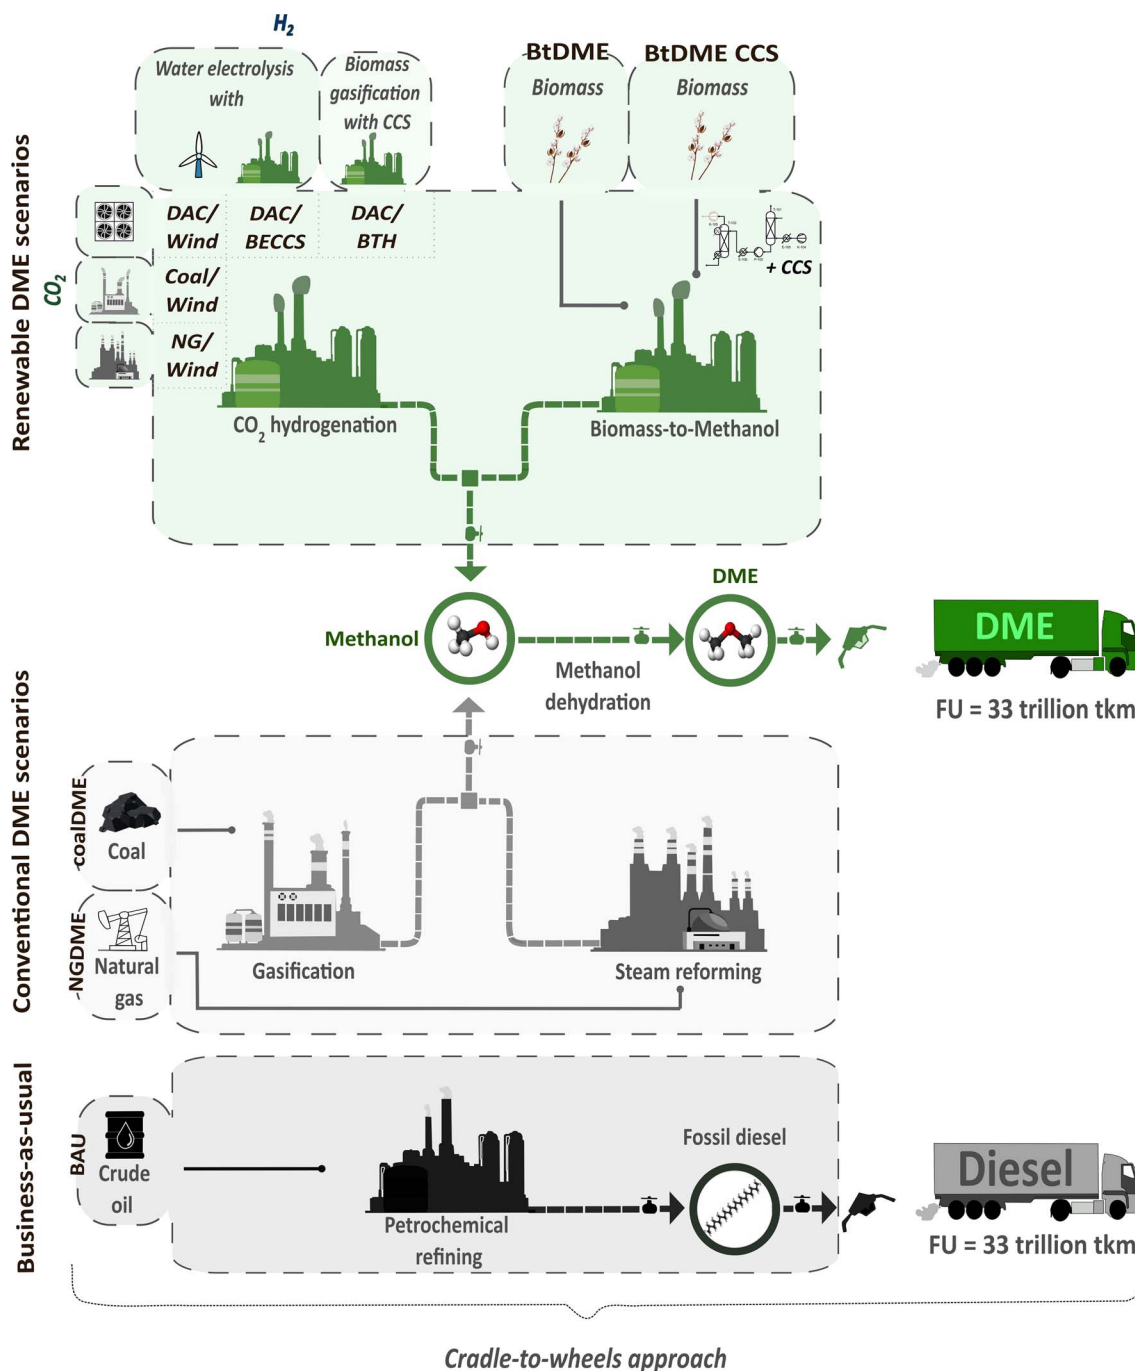 H2
Water electrolysis
with
Biomass
gasification
with CCS
BtDME
Biomass
BtDME CCS
Biomass
Renewable DME scenarios
CO2
DAC/
Wind
DAC/
BECCS
DAC/
BTH
Coal/
Wind
NG/
Wind
+ CCS
CO2 hydrogenation
Biomass-to-Methanol
Methanol
Methanol
dehydration
DME
DME
FU = 33 trillion tkm
Conventional DME scenarios
coalDME
Coal
NGDME
Natural
gas
Gasification
Steam reforming
Business-as-usual
BAU
Crude
oil
Petrochemical
refining
Fossil diesel
Diesel
FU = 33 trillion tkm
Cradle-to-wheels approach